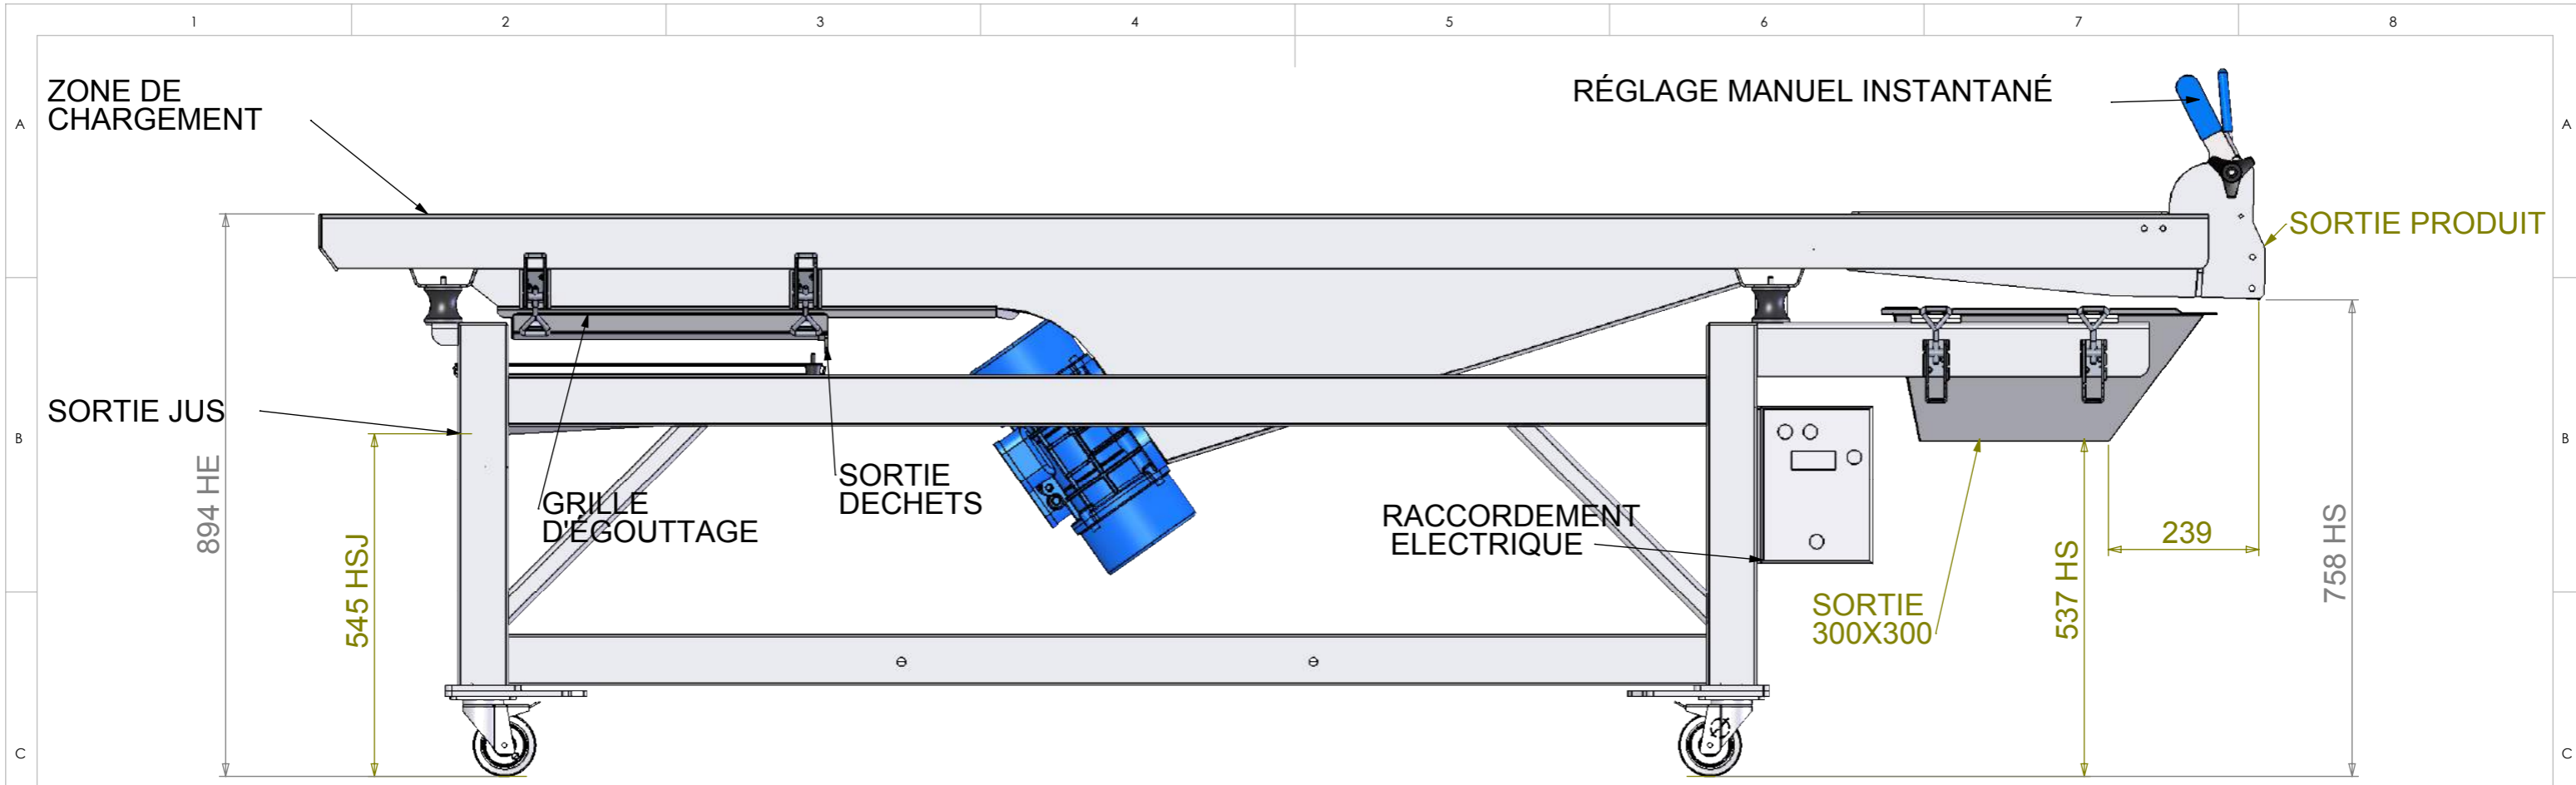 1 2 3 4 5 6 7 8
ZONE DE
CHARGEMENT
RÉGLAGE MANUEL INSTANTANÉ
A
A
SORTIE PRODUIT
SORTIE JUS
B
B
894 HE
545 HSJ
GRILLE
D'ÉGOUTTAGE
SORTIE
DECHETS
RACCORDEMENT
ELECTRIQUE
SORTIE
300X300
537 HS
239
758 HS
C
C